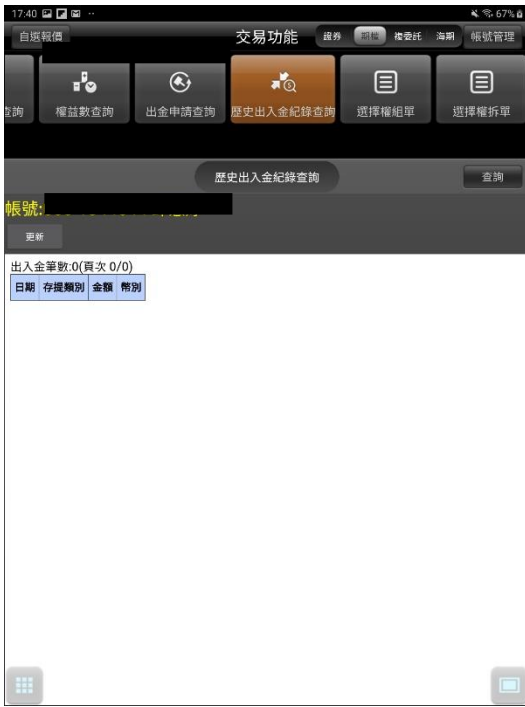 17:40 67%
自選報價 交易功能 證券 期權 複委託 海期 帳號管理
查詢 權益數查詢 出金申請查詢 歷史出入金紀錄查詢 選擇權組單 選擇權拆單
歷史出入金紀錄查詢 查詢
帳號:
更新
出入金筆數:0(頁次 0/0)
日期 存提類別 金額 幣別